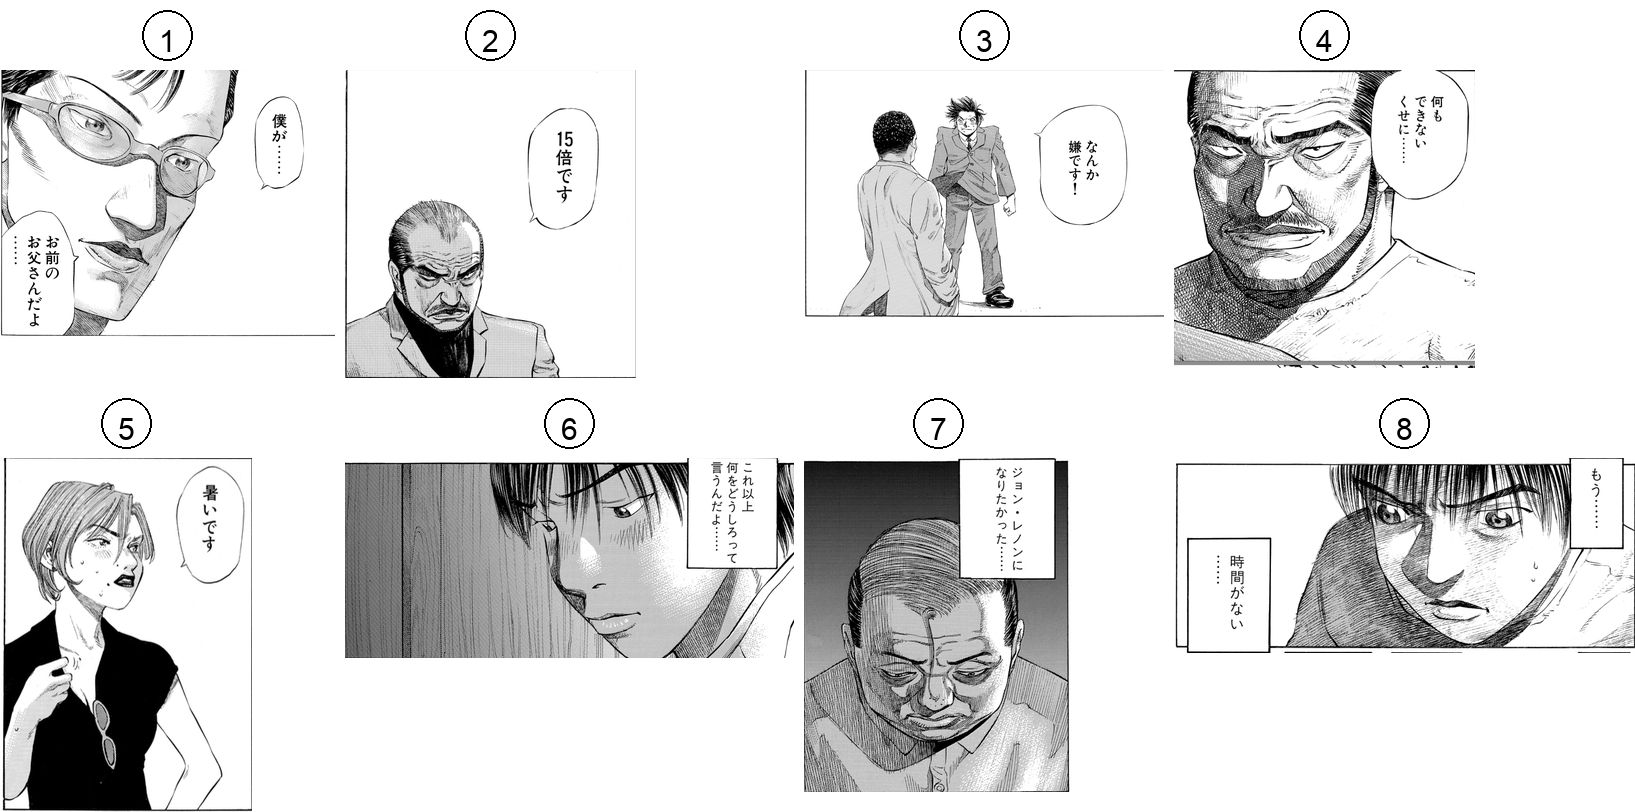 1
僕が……
お前の
お父さんだよ
……
2
15倍です
3
なんか
嫌です!
4
何も
できない
くせに……
5
暑いです
6
これ以上
何をどうしろって
言うんだよ……
7
ジョン・レノンに
なりたかった……
8
もう……
時間がない
……